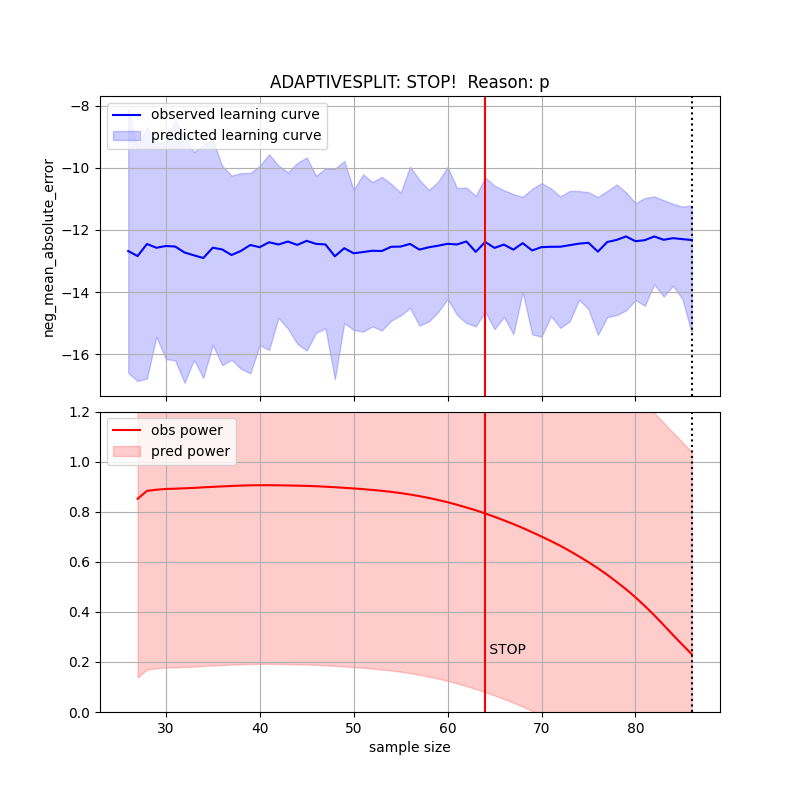 ADAPTIVESPLIT: STOP!  Reason: p
neg_mean_absolute_error
−8
−10
−12
−14
−16
observed learning curve
predicted learning curve
1.2
1.0
0.8
0.6
0.4
0.2
0.0
obs power
pred power
STOP
30 40 50 60 70 80
sample size